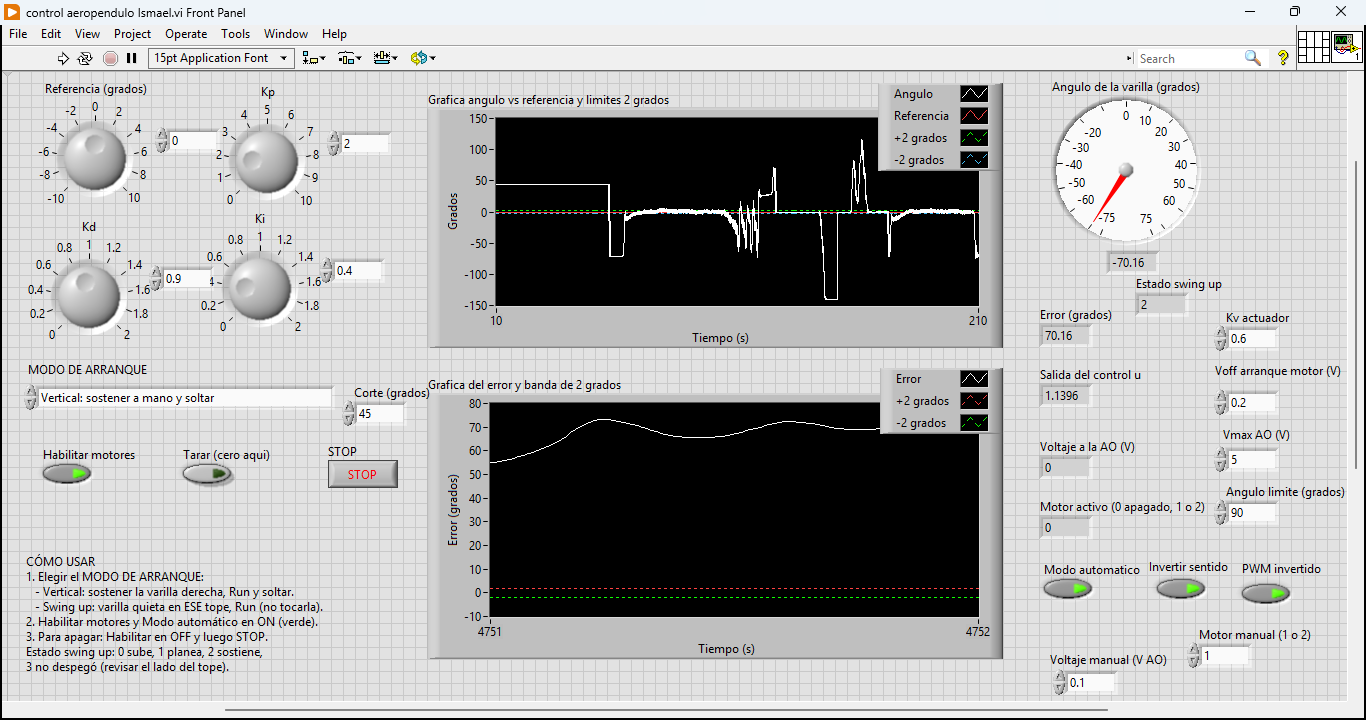 control aeropendulo Ismael.vi Front Panel
File Edit View Project Operate Tools Window Help
15pt Application Font
Search
1
Referencia (grados)
-10 -8 -6 -4 -2 0 2 4 6 8 10
0
Kp
0 1 2 3 4 5 6 7 8 9 10
2
Kd
0 0.2 0.4 0.6 0.8 1 1.2 1.4 1.6 1.8 2
0.9
Ki
0 0.2 0.6 0.8 1 1.2 1.4 1.6 1.8 2
0.4
MODO DE ARRANQUE
Vertical: sostener a mano y soltar
Corte (grados)
45
Habilitar motores
Tarar (cero aqui)
STOP
STOP
CÓMO USAR
1. Elegir el MODO DE ARRANQUE:
- Vertical: sostener la varilla derecha, Run y soltar.
- Swing up: varilla quieta en ESE tope, Run (no tocarla).
2. Habilitar motores y Modo automático en ON (verde).
3. Para apagar: Habilitar en OFF y luego STOP.
Estado swing up: 0 sube, 1 planea, 2 sostiene,
3 no despegó (revisar el lado del tope).
Grafica angulo vs referencia y limites 2 grados
Angulo
Referencia
+2 grados
-2 grados
Grados
150
100
50
0
-50
-100
-150
10 210
Tiempo (s)
Grafica del error y banda de 2 grados
Error
+2 grados
-2 grados
Error (grados)
80
70
60
50
40
30
20
10
0
-10
4751 4752
Tiempo (s)
Angulo de la varilla (grados)
-75 -60 -50 -40 -30 -20 0 10 20 30 40 50 60 75
-70.16
Estado swing up
2
Error (grados)
70.16
Kv actuador
0.6
Salida del control u
1.1396
Voff arranque motor (V)
0.2
Voltaje a la AO (V)
0
Vmax AO (V)
5
Motor activo (0 apagado, 1 o 2)
0
Angulo limite (grados)
90
Modo automatico
Invertir sentido
PWM invertido
Motor manual (1 o 2)
1
Voltaje manual (V AO)
0.1